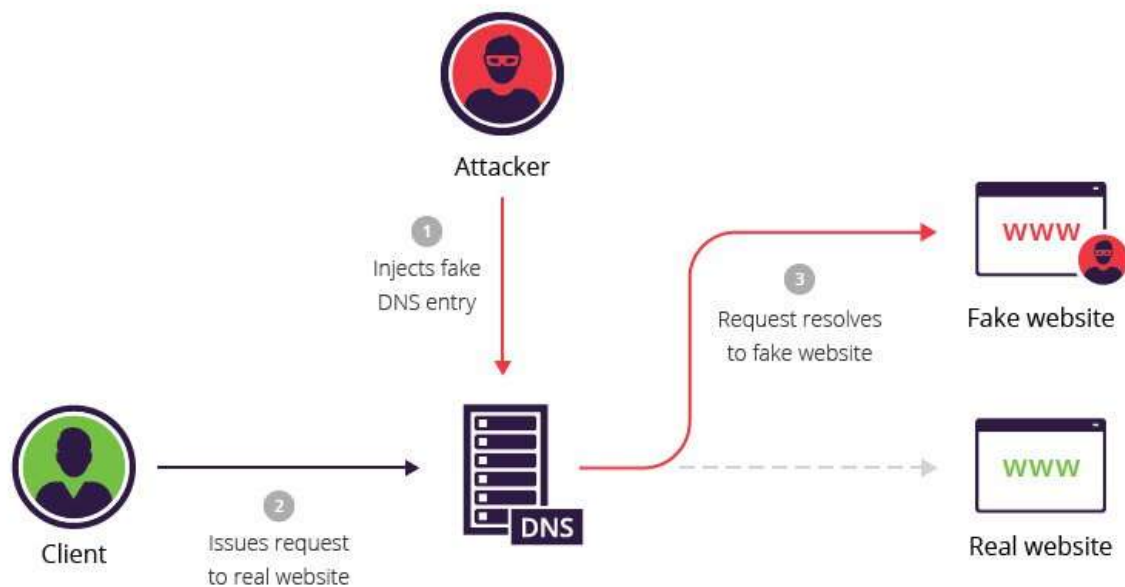 Attacker
1
Injects fake
DNS entry
www
3
Request resolves
to fake website
Fake website
www
DNS
2
Issues request
to real website
Client
Real website